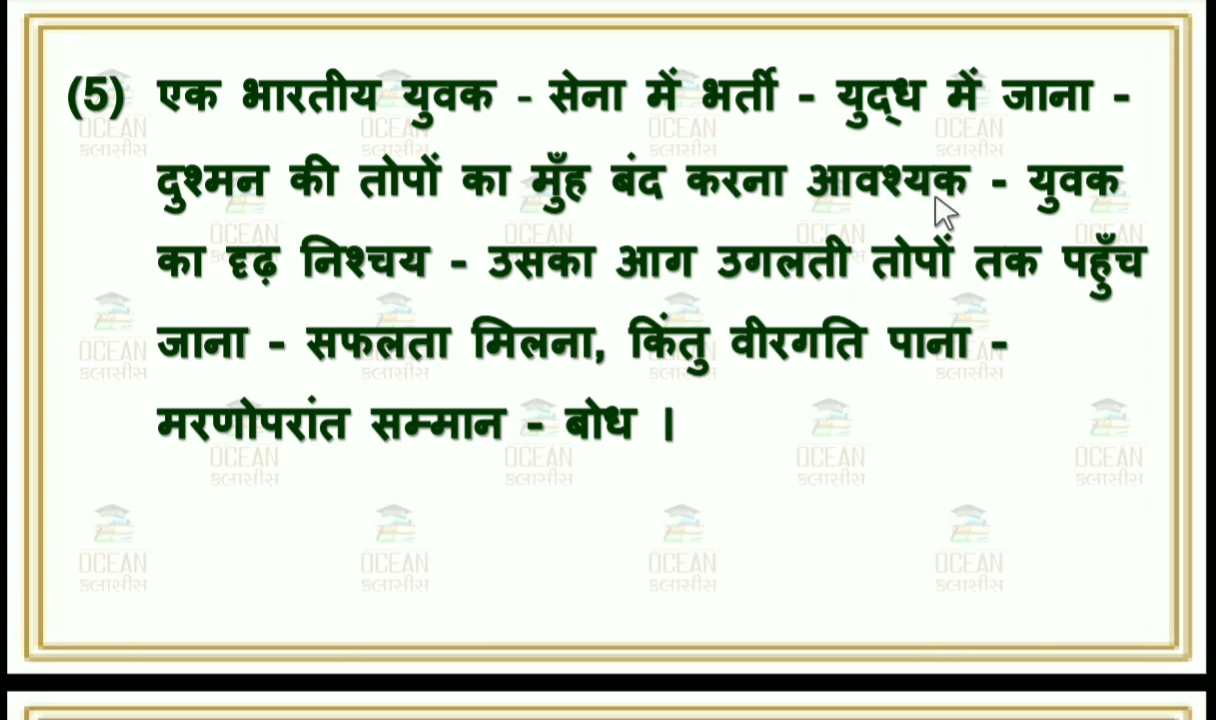 (5) एक भारतीय युवक - सेना में भर्ती - युद्ध में जाना -
दुश्मन की तोपों का मुँह बंद करना आवश्यक - युवक
का दृढ़ निश्चय - उसका आग उगलती तोपों तक पहुँच
जाना - सफलता मिलना, किंतु वीरगति पाना -
मरणोपरांत सम्मान - बोध ।
OCEAN